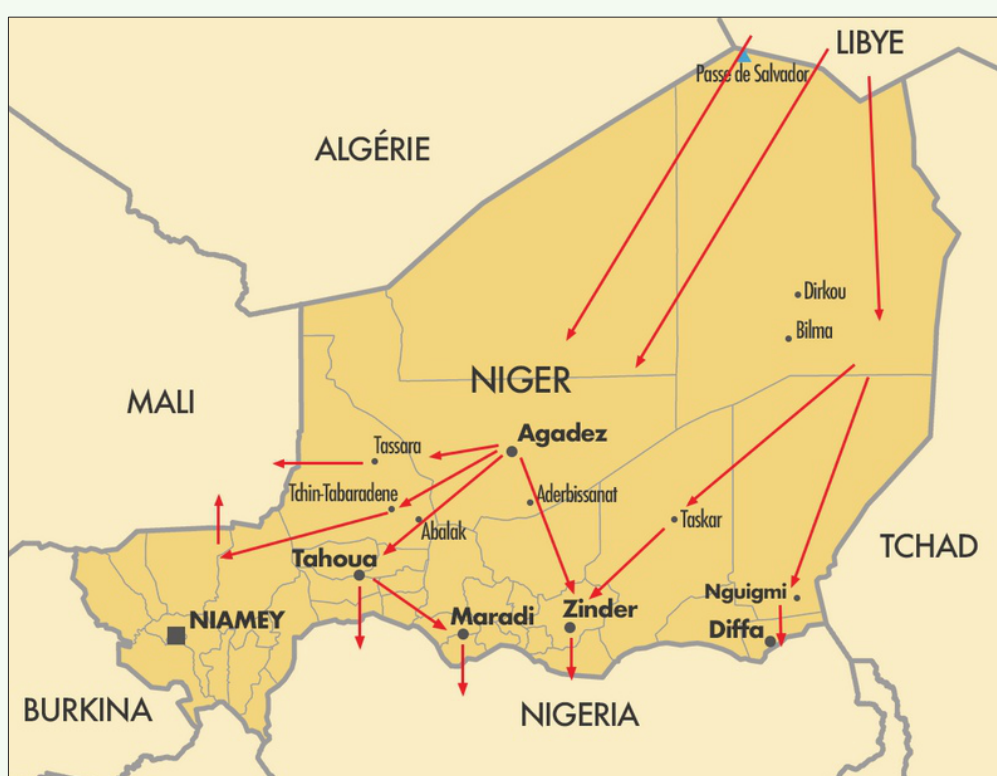 LIBYE
Passe de Salvador
ALGÉRIE
Dirkou
Bilma
NIGER
MALI
Agadez
Tassara
Tchin-Tabaradene
Aderbissanat
Taskar
Abalak
TCHAD
Tahoua
Nguigmi
Zinder
Maradi
NIAMEY
Diffa
BURKINA
NIGERIA